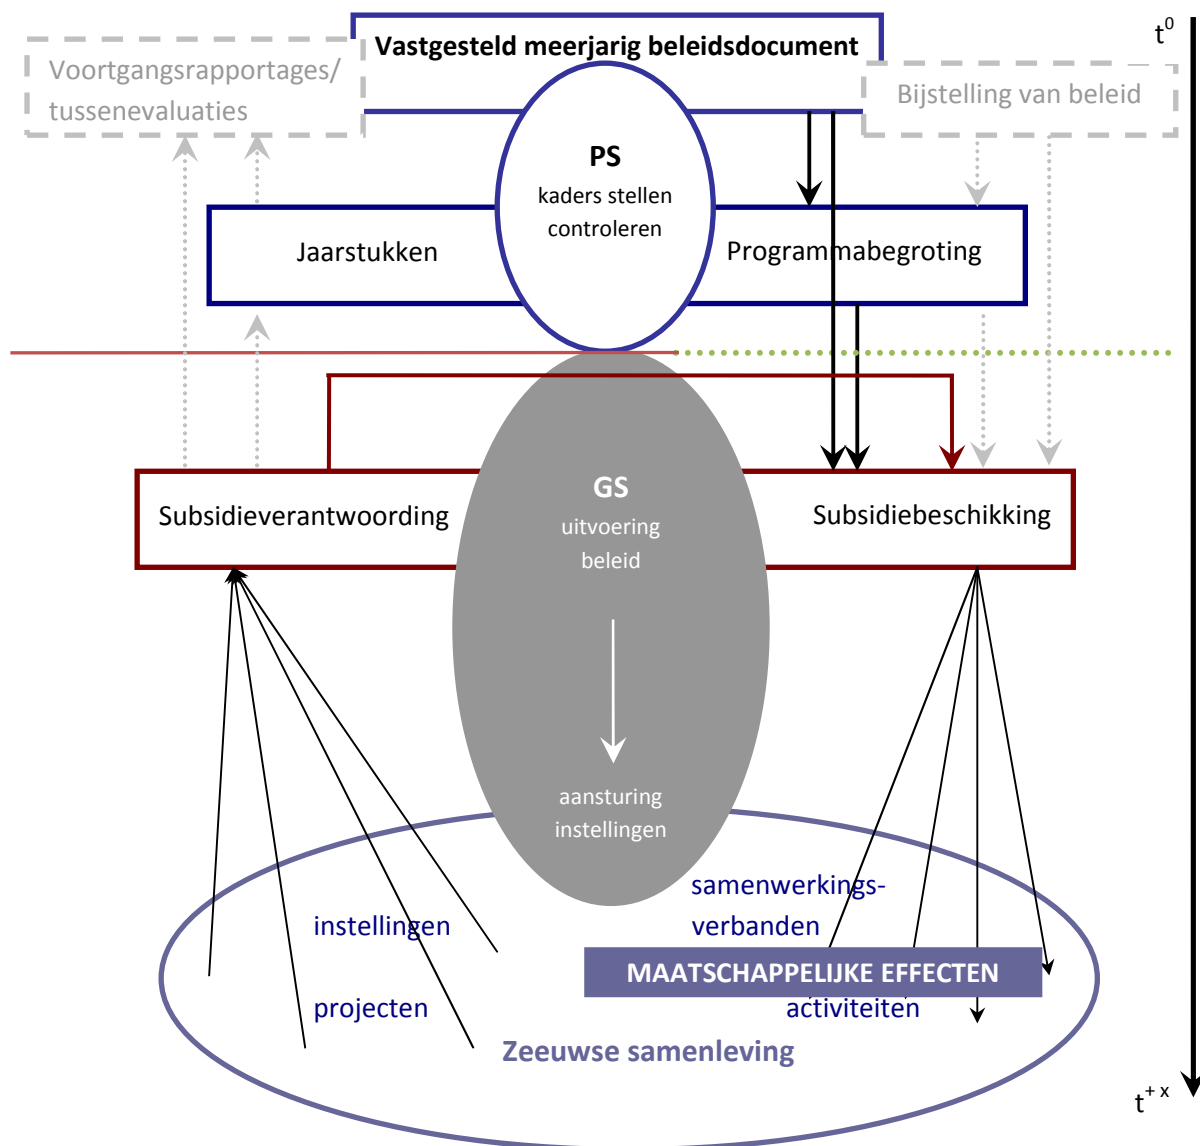 Vastgesteld meerjarig beleidsdocument
t0
Voortgangsrapportages/
tussenevaluaties
Bijstelling van beleid
PS
kaders stellen
controleren
Jaarstukken
Programmabegroting
GS
uitvoering
beleid
Subsidieverantwoording
Subsidiebeschikking
aansturing
instellingen
samenwerkings-
verbanden
instellingen
MAATSCHAPPELIJKE EFFECTEN
projecten
activiteiten
Zeeuwse samenleving
t+ x